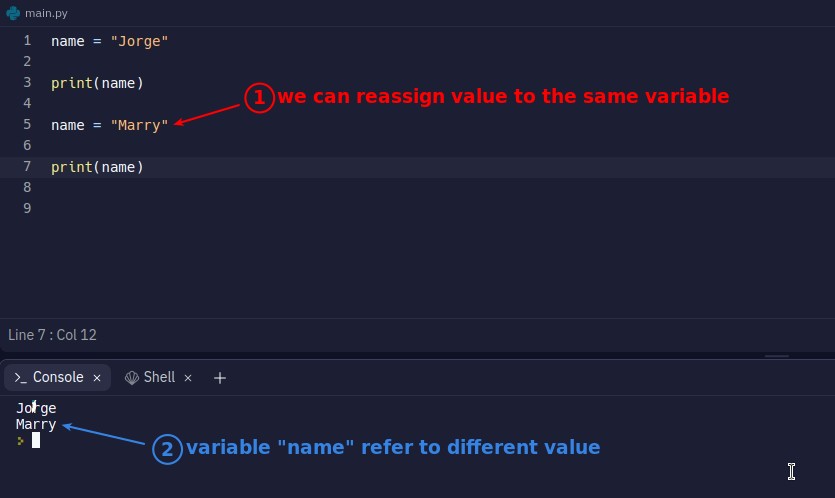 main.py
1 name = "Jorge"
2
3 print(name)
4
① we can reassign value to the same variable
5 name = "Marry"
6
7 print(name)
8
9
Line 7 : Col 12
>_ Console × Shell × +
Jorge
Marry
② variable "name" refer to different value